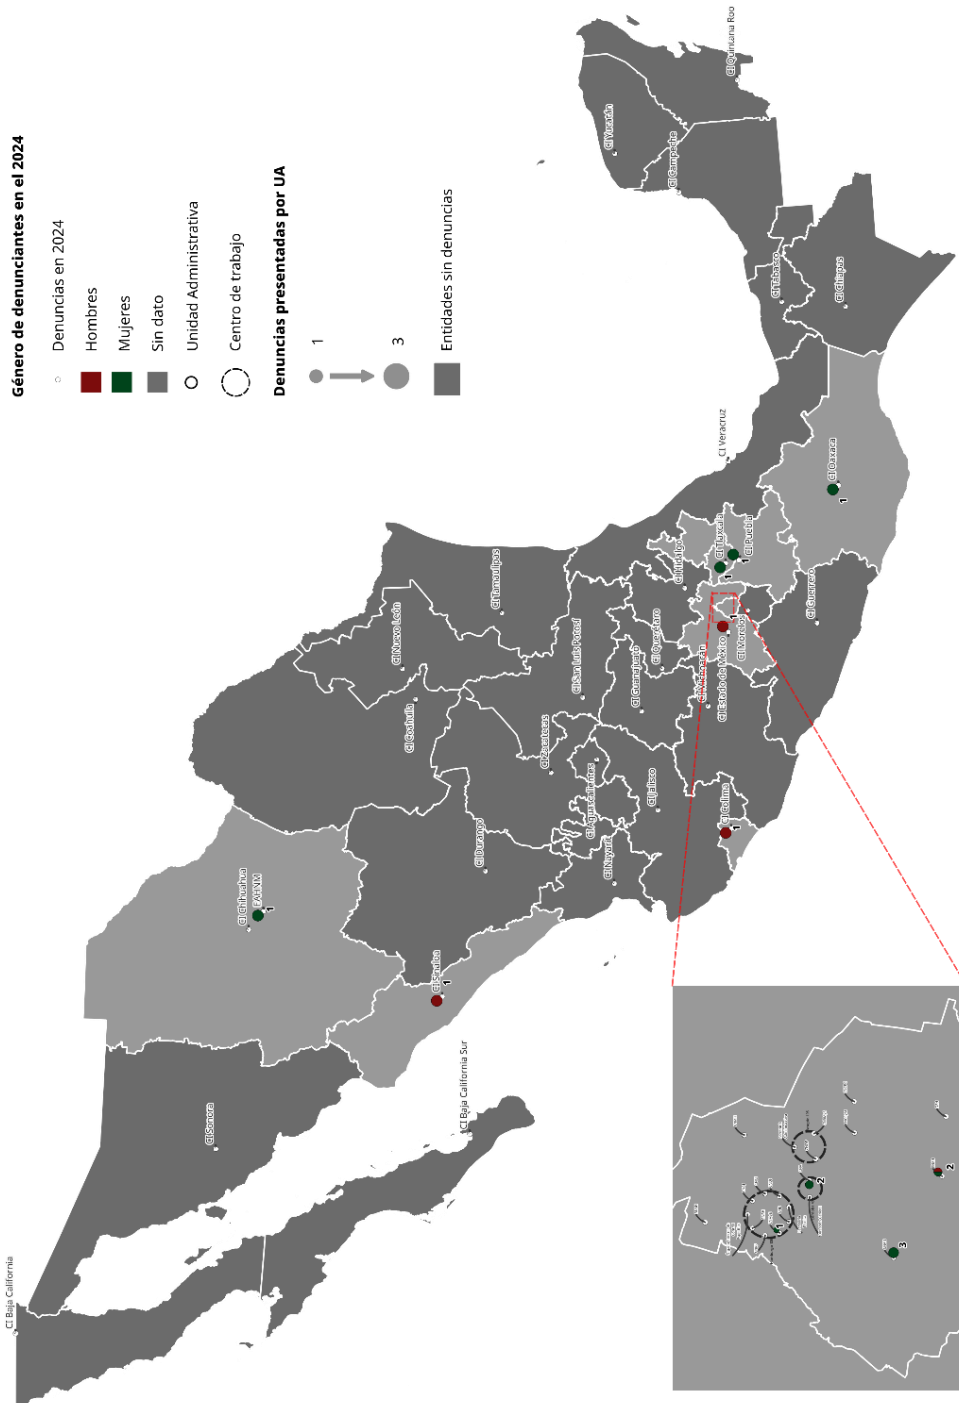 Género de denunciantes en el 2024
Denuncias en 2024
Hombres
Mujeres
Sin dato
Unidad Administrativa
Centro de trabajo
Denuncias presentadas por UA
1
3
Entidades sin denuncias
CI Baja California
CI Baja California Sur
CI Sonora
CI Chihuahua
EAHNM
1
CI Sinaloa
1
CI Durango
CI Coahuila
CI Nuevo León
CI Tamaulipas
CI Zacatecas
CI San Luis Potosí
CI Aguascalientes
CI Nayarit
CI Jalisco
CI Guanajuato
CI Querétaro
CI Hidalgo
CI Colima
1
CI Michoacán
CI Estado de México
1
CI Morelos
CI Tlaxcala
1
CI Puebla
1
CI Veracruz
CI Guerrero
CI Oaxaca
1
CI Tabasco
CI Chiapas
CI Campeche
CI Yucatán
CI Quintana Roo
1
2
2
3